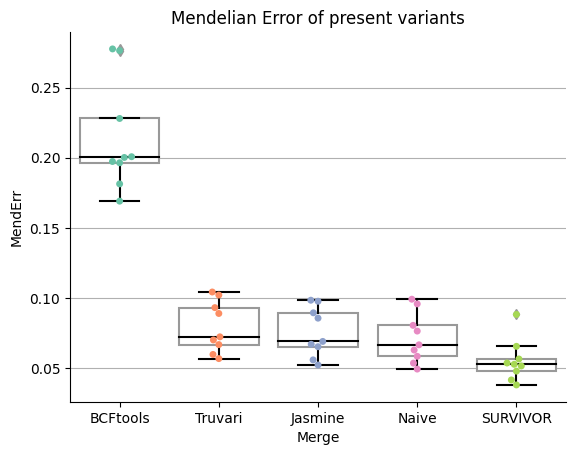 Mendelian Error of present variants
MendErr
0.25
0.20
0.15
0.10
0.05
BCFtools Truvari Jasmine Naive SURVIVOR
Merge